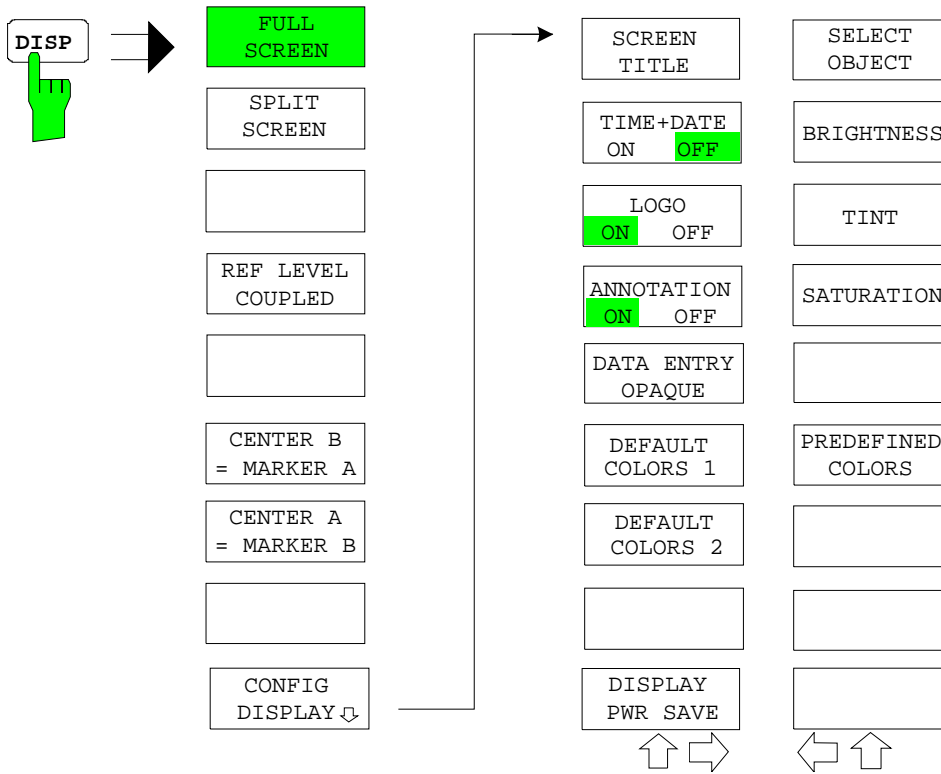 DISP
FULL
SCREEN
SPLIT
SCREEN
REF LEVEL
COUPLED
CENTER B
= MARKER A
CENTER A
= MARKER B
CONFIG
DISPLAY
SCREEN
TITLE
TIME+DATE
ON OFF
LOGO
ON OFF
ANNOTATION
ON OFF
DATA ENTRY
OPAQUE
DEFAULT
COLORS 1
DEFAULT
COLORS 2
DISPLAY
PWR SAVE
SELECT
OBJECT
BRIGHTNESS
TINT
SATURATION
PREDEFINED
COLORS